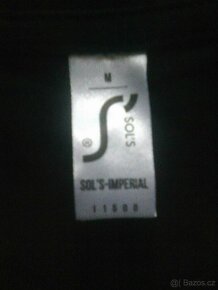 M
S'
SOL'S
®
SOL'S-IMPERIAL
11500
© Bazos.cz